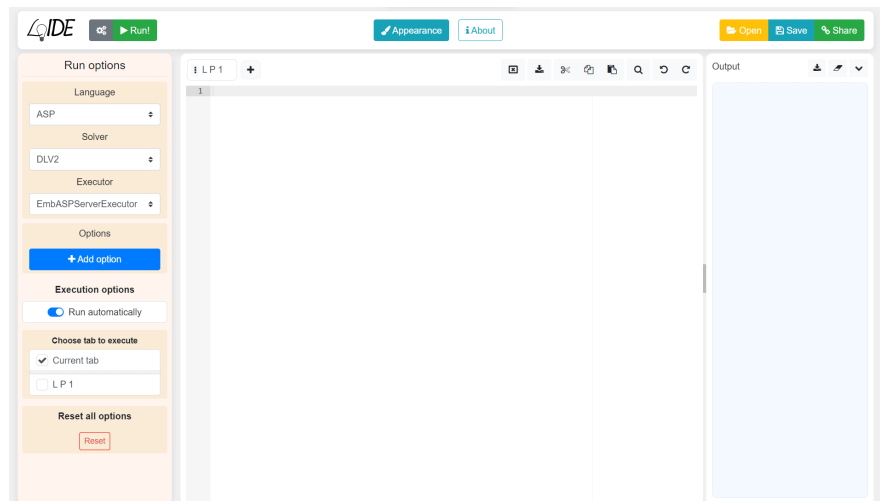 LoIDE
Run!
Appearance
About
Open
Save
Share
Run options
Language
ASP
Solver
DLV2
Executor
EmbASPServerExecutor
Options
Add option
Execution options
Run automatically
Choose tab to execute
Current tab
L P 1
Reset all options
Reset
L P 1
1
Output